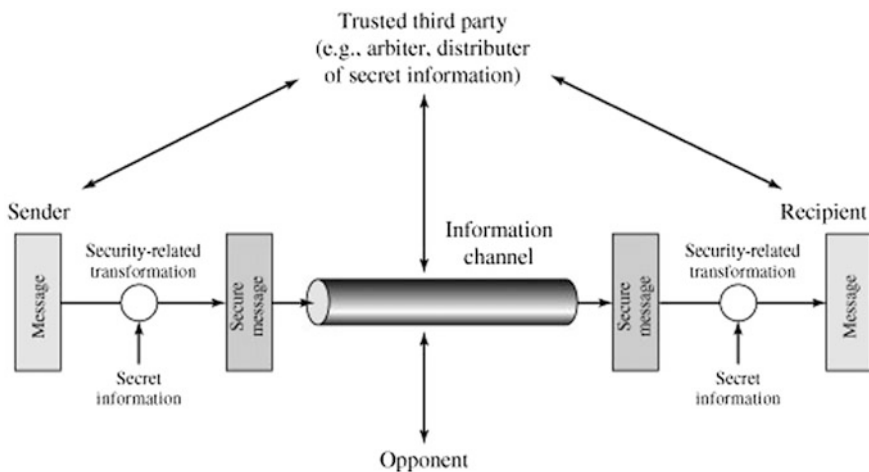 Trusted third party
(e.g., arbiter, distributer
of secret information)
Sender
Recipient
Information
channel
Message
Security-related
transformation
Secret
information
Secure
message
Secure
message
Security-related
transformation
Secret
information
Message
Opponent